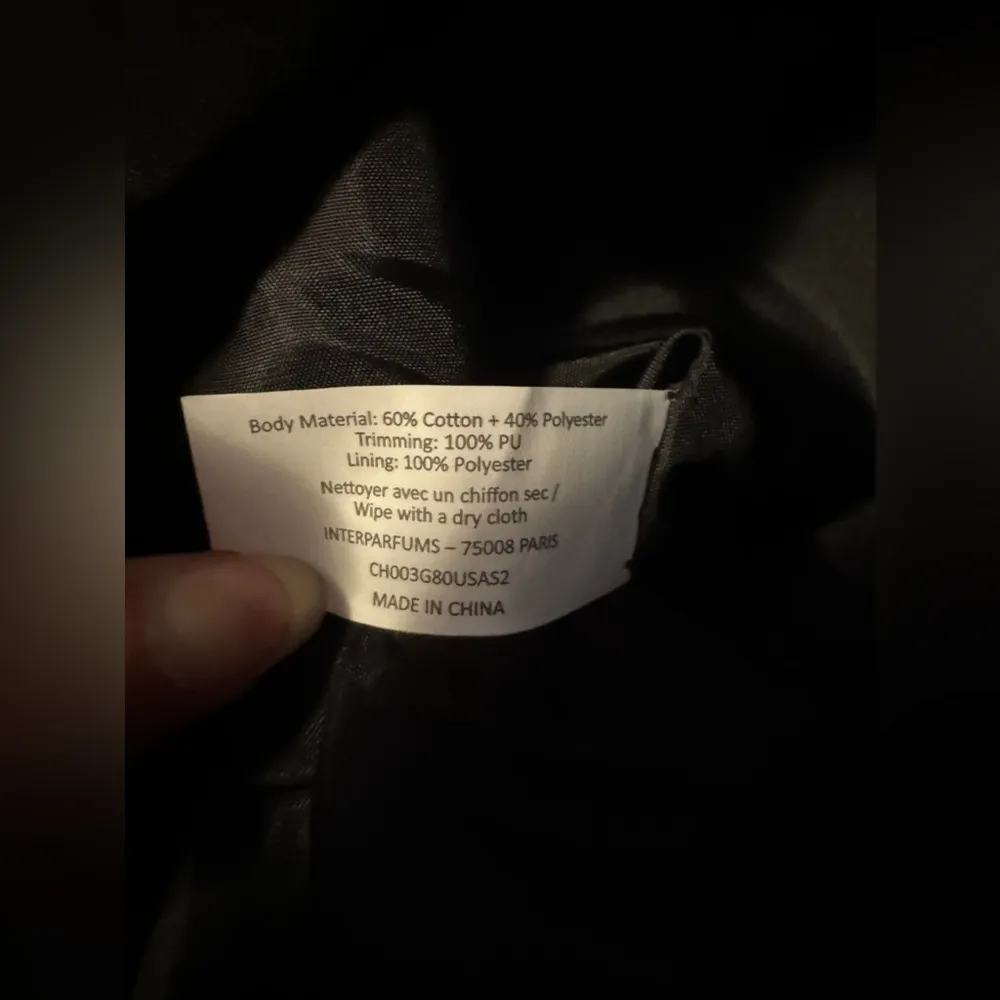 Body Material: 60% Cotton + 40% Polyester
Trimming: 100% PU
Lining: 100% Polyester
Nettoyer avec un chiffon sec /
Wipe with a dry cloth
INTERPARFUMS – 75008 PARIS
CH003G80USAS2
MADE IN CHINA